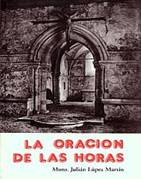 LA ORACION
DE LAS HORAS
Mons. Julián López Martín